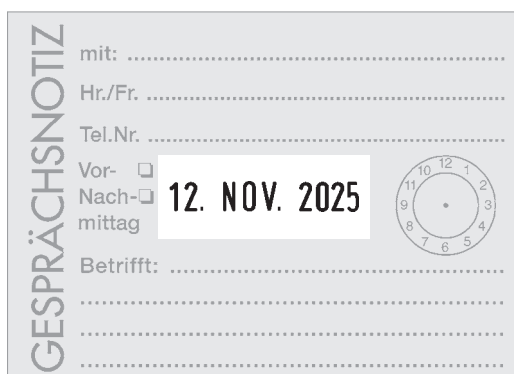 GESPRÄCHSNOTIZ
mit:
Hr./Fr.
Tel.Nr.
Vor- ❏
Nach-❏
mittag
12. NOV. 2025
12
1
2
3
4
6
7
8
9
10
11
Betrifft: